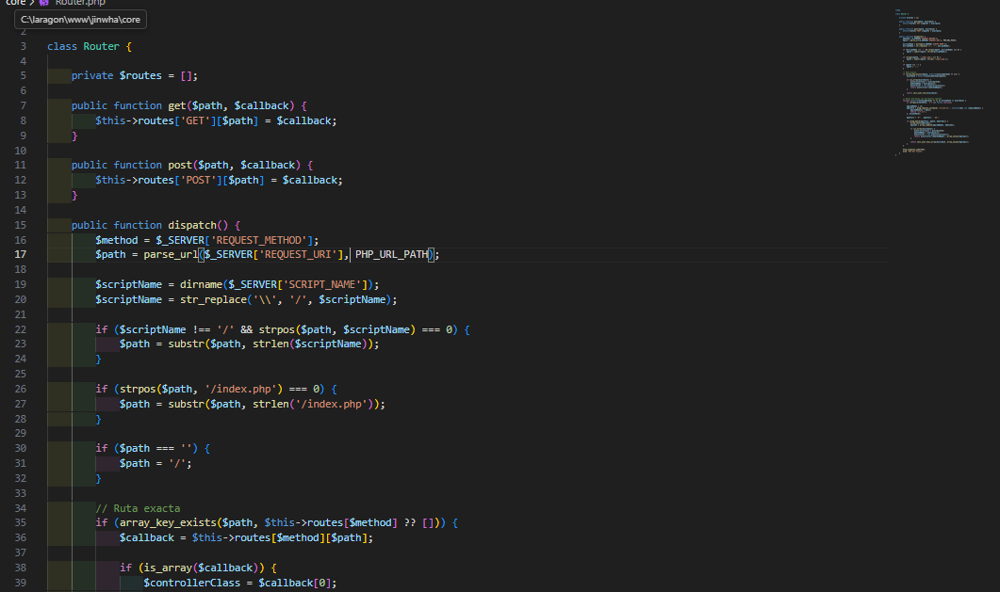 core > Router.php
C:\laragon\www\jinwha\core
2
3 class Router {
4
5 private $routes = [];
6
7 public function get($path, $callback) {
8 $this->routes['GET'][$path] = $callback;
9 }
10
11 public function post($path, $callback) {
12 $this->routes['POST'][$path] = $callback;
13 }
14
15 public function dispatch() {
16 $method = $_SERVER['REQUEST_METHOD'];
17 $path = parse_url($_SERVER['REQUEST_URI'], PHP_URL_PATH);
18
19 $scriptName = dirname($_SERVER['SCRIPT_NAME']);
20 $scriptName = str_replace('\\', '/', $scriptName);
21
22 if ($scriptName !== '/' && strpos($path, $scriptName) === 0) {
23 $path = substr($path, strlen($scriptName));
24 }
25
26 if (strpos($path, '/index.php') === 0) {
27 $path = substr($path, strlen('/index.php'));
28 }
29
30 if ($path === '') {
31 $path = '/';
32 }
33
34 // Ruta exacta
35 if (array_key_exists($path, $this->routes[$method] ?? [])) {
36 $callback = $this->routes[$method][$path];
37
38 if (is_array($callback)) {
39 $controllerClass = $callback[0];